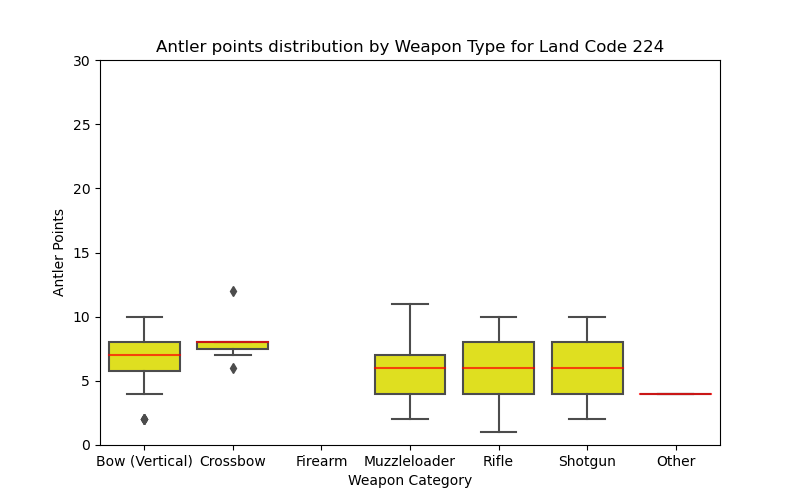 Antler points distribution by Weapon Type for Land Code 224
30
25
20
15
10
5
0
Antler Points
Bow (Vertical) Crossbow Firearm Muzzleloader Rifle Shotgun Other
Weapon Category